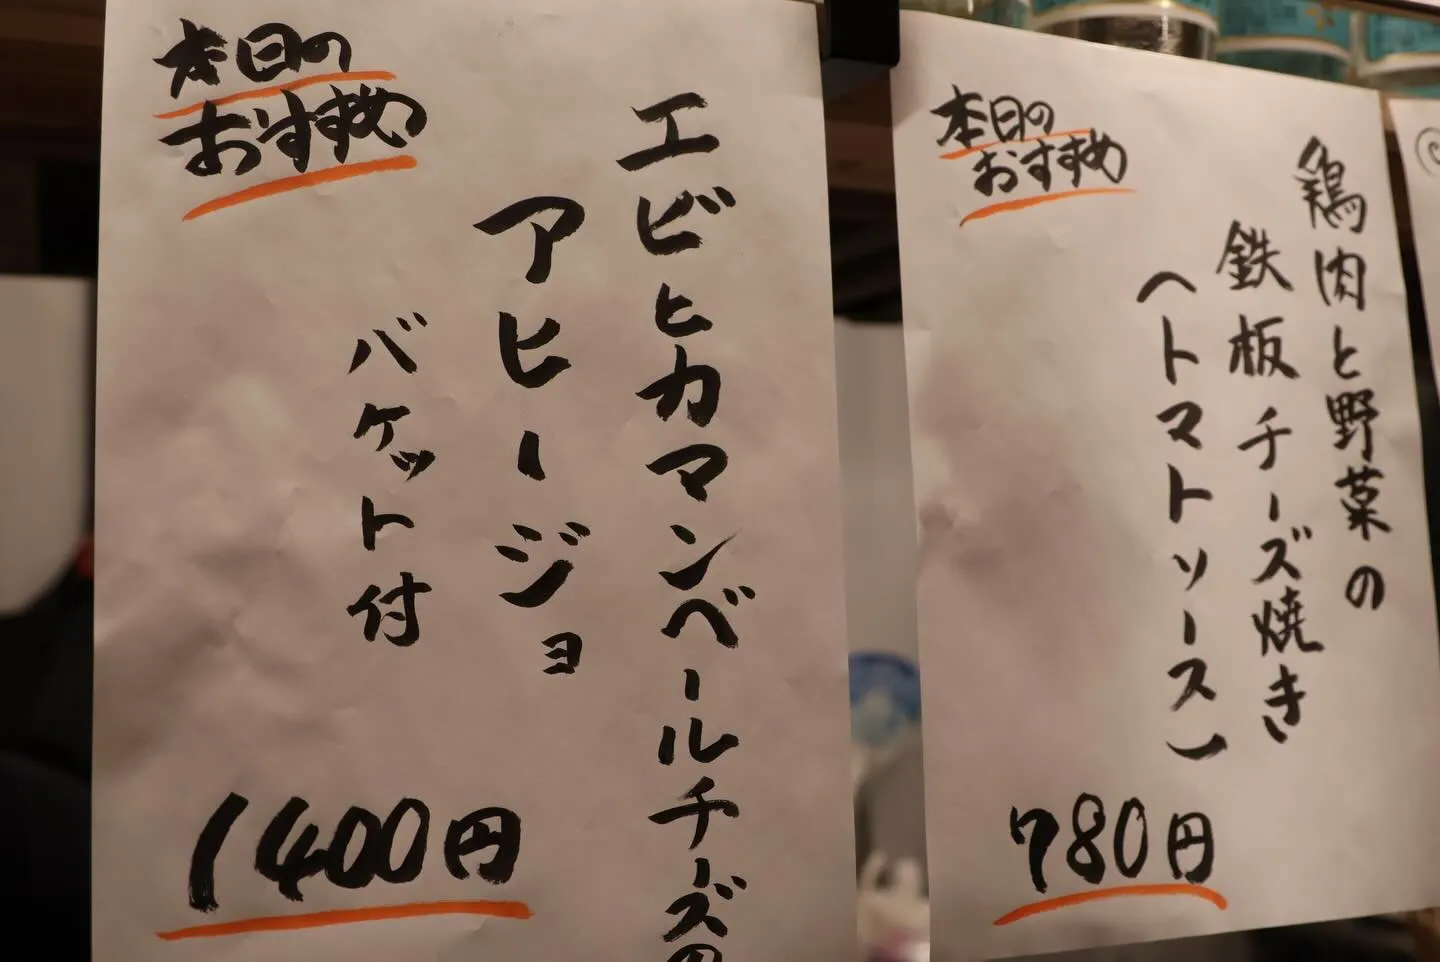 本日の
おすすめ
エビとカマンベールチーズの
アヒージョ
バケット付
1400円
本日の
おすすめ
鶏肉と野菜の
鉄板チーズ焼き
(トマトソース)
780円